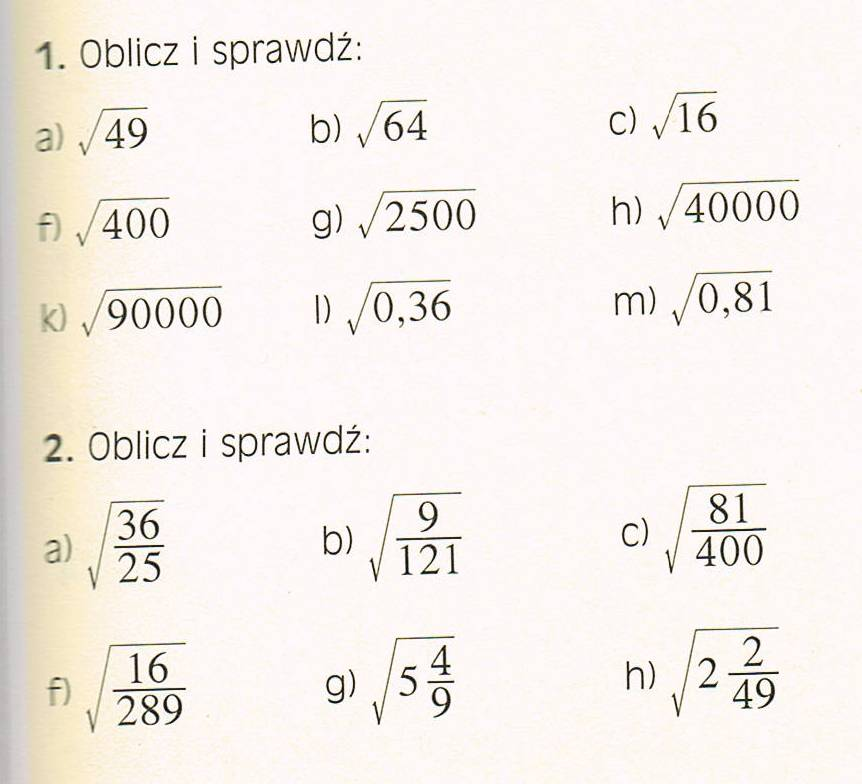 1. Oblicz i sprawdź:
a) √49 b) √64 c) √16
f) √400 g) √2500 h) √40000
k) √90000 l) √0,36 m) √0,81
2. Oblicz i sprawdź:
a) √(36/25) b) √(9/121) c) √(81/400)
f) √(16/289) g) √(5 4/9) h) √(2 2/49)